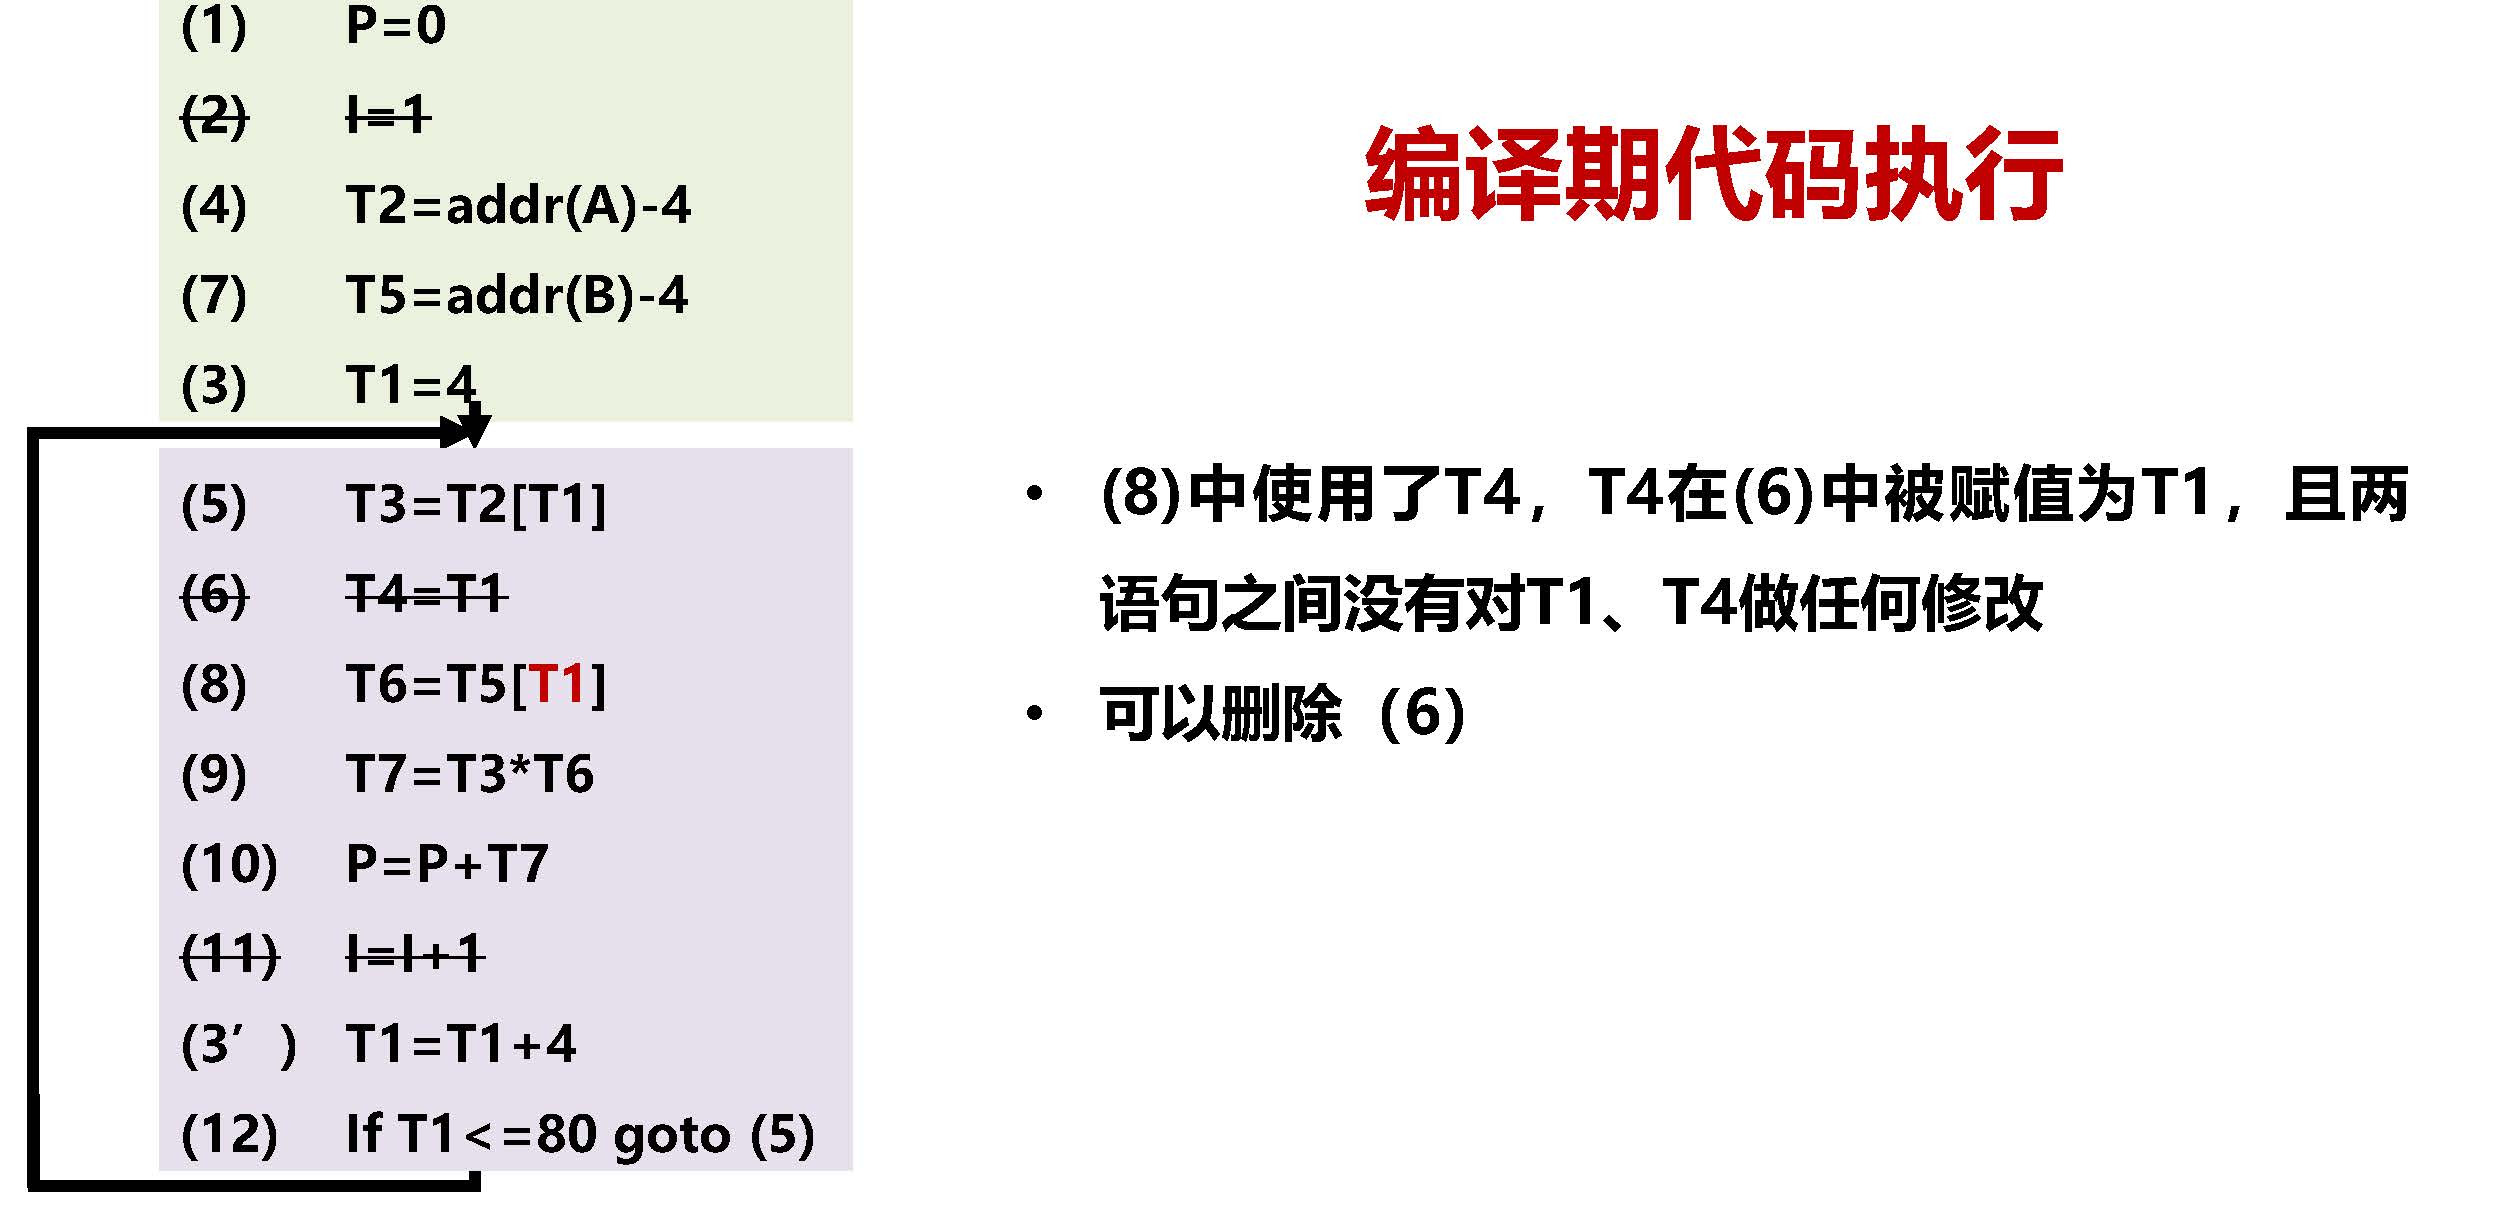 (1) P=0
(2) I=1
(4) T2=addr(A)-4
(7) T5=addr(B)-4
(3) T1=4
(5) T3=T2[T1]
(6) T4=T1
(8) T6=T5[T1]
(9) T7=T3*T6
(10) P=P+T7
(11) I=I+1
(3′) T1=T1+4
(12) If T1<=80 goto (5)
编译期代码执行
• (8)中使用了T4，T4在(6)中被赋值为T1，且两
语句之间没有对T1、T4做任何修改
• 可以删除（6）